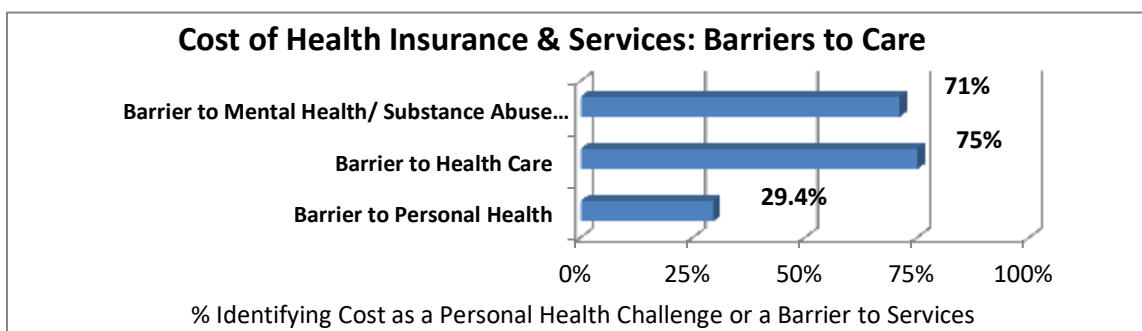 Cost of Health Insurance & Services: Barriers to Care
71%
Barrier to Mental Health/ Substance Abuse…
75%
Barrier to Health Care
29.4%
Barrier to Personal Health
0% 25% 50% 75% 100%
% Identifying Cost as a Personal Health Challenge or a Barrier to Services